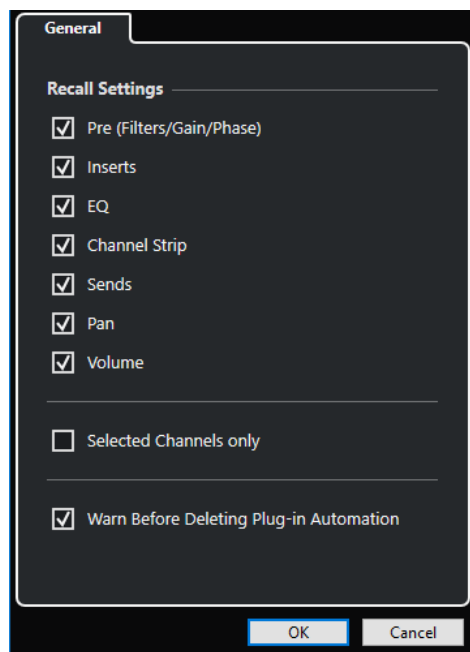 General
Recall Settings
Pre (Filters/Gain/Phase)
Inserts
EQ
Channel Strip
Sends
Pan
Volume
Selected Channels only
Warn Before Deleting Plug-in Automation
OK Cancel